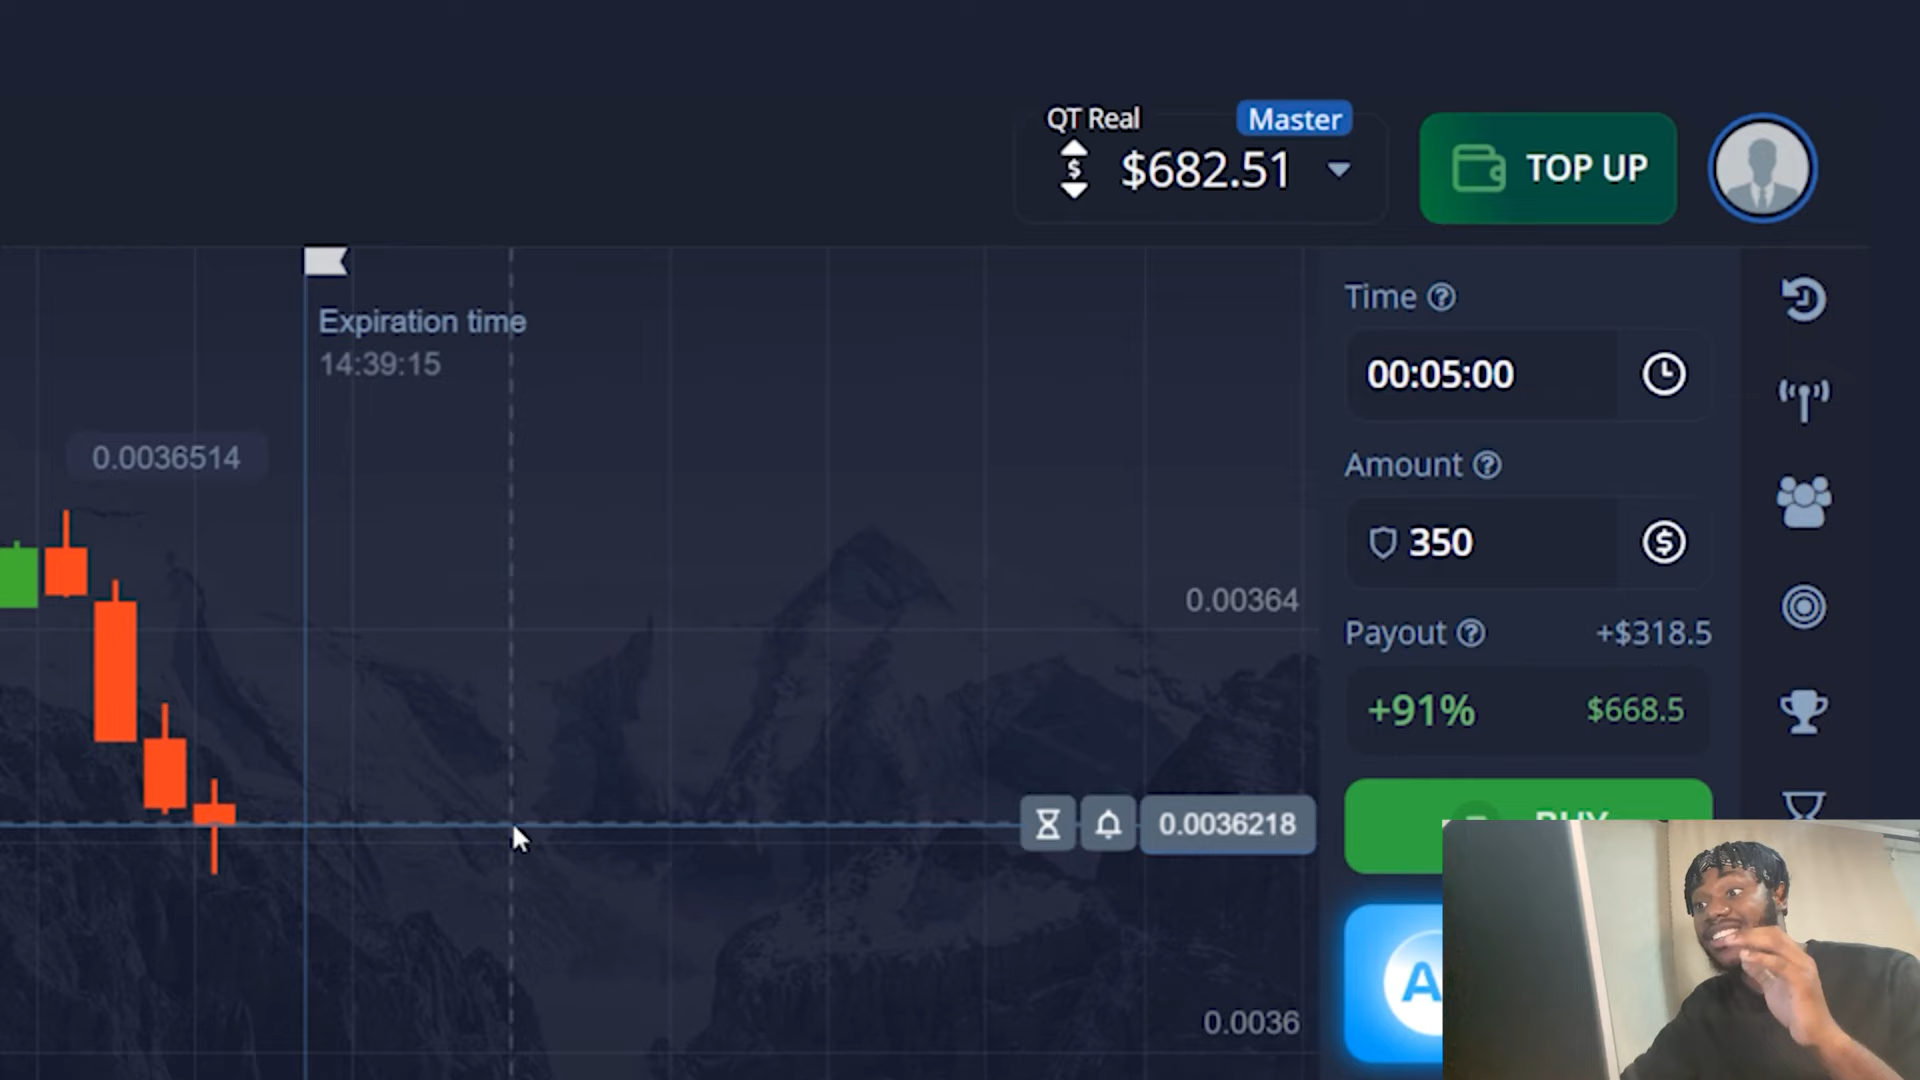 QT Real Master
$ $682.51
TOP UP
Expiration time
14:39:15
Time ?
00:05:00
0.0036514
Amount ?
350 $
0.00364
Payout ? +$318.5
+91% $668.5
0.0036218
BUY
A
0.0036